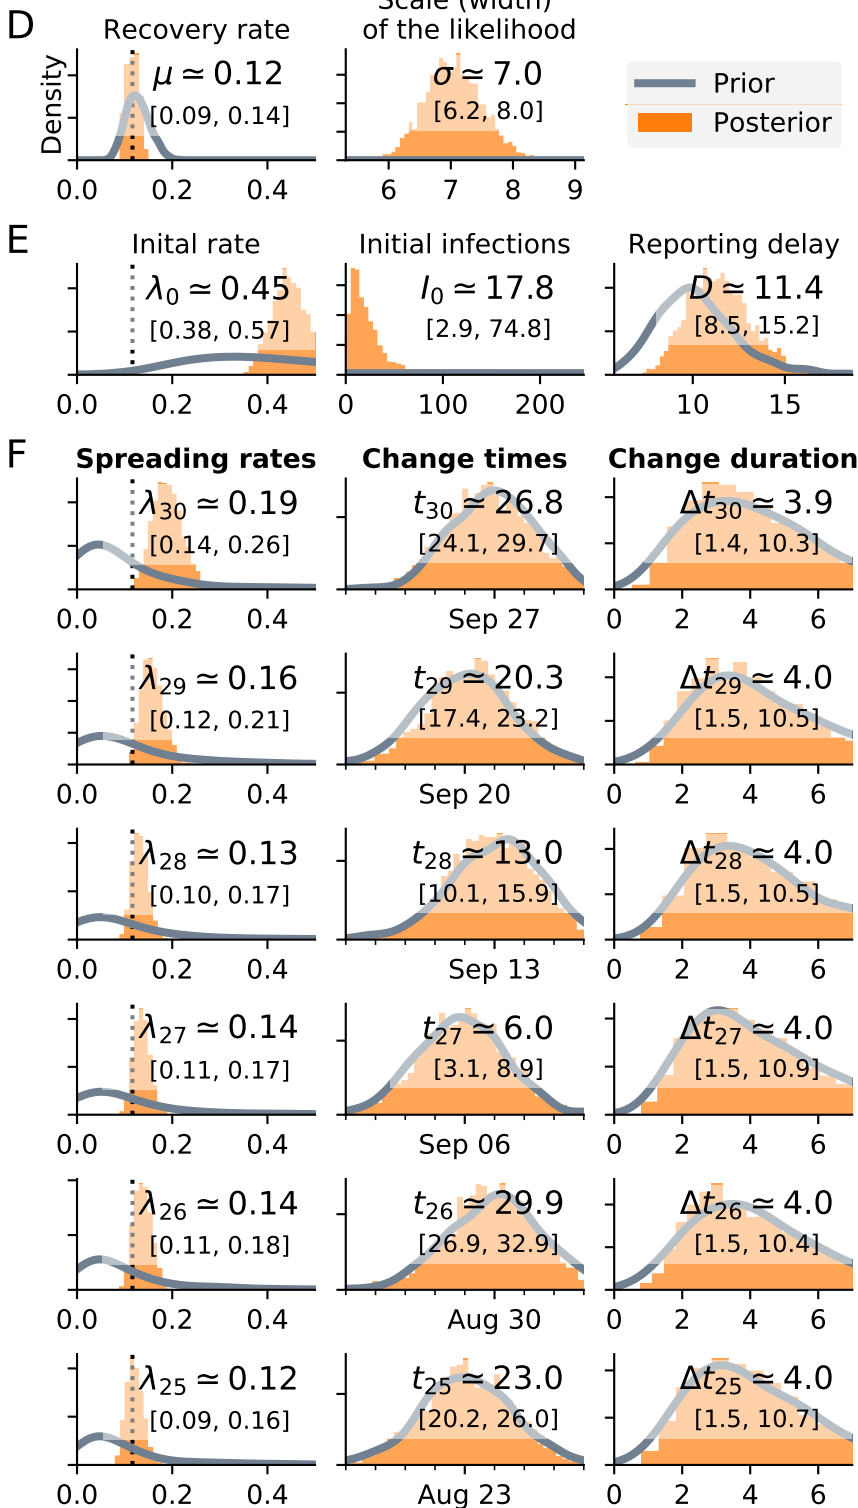 D
Recovery rate
Scale (width)
of the likelihood
Density
μ ≃ 0.12
[0.09, 0.14]
σ ≃ 7.0
[6.2, 8.0]
Prior
Posterior
0.0 0.2 0.4
6 7 8 9
E
Inital rate
Initial infections
Reporting delay
λ0 ≃ 0.45
[0.38, 0.57]
I0 ≃ 17.8
[2.9, 74.8]
D ≃ 11.4
[8.5, 15.2]
0.0 0.2 0.4
0 100 200
10 15
F
Spreading rates
Change times
Change duration
λ30 ≃ 0.19
[0.14, 0.26]
t30 ≃ 26.8
[24.1, 29.7]
Δt30 ≃ 3.9
[1.4, 10.3]
0.0 0.2 0.4
Sep 27
0 2 4 6
λ29 ≃ 0.16
[0.12, 0.21]
t29 ≃ 20.3
[17.4, 23.2]
Δt29 ≃ 4.0
[1.5, 10.5]
0.0 0.2 0.4
Sep 20
0 2 4 6
λ28 ≃ 0.13
[0.10, 0.17]
t28 ≃ 13.0
[10.1, 15.9]
Δt28 ≃ 4.0
[1.5, 10.5]
0.0 0.2 0.4
Sep 13
0 2 4 6
λ27 ≃ 0.14
[0.11, 0.17]
t27 ≃ 6.0
[3.1, 8.9]
Δt27 ≃ 4.0
[1.5, 10.9]
0.0 0.2 0.4
Sep 06
0 2 4 6
λ26 ≃ 0.14
[0.11, 0.18]
t26 ≃ 29.9
[26.9, 32.9]
Δt26 ≃ 4.0
[1.5, 10.4]
0.0 0.2 0.4
Aug 30
0 2 4 6
λ25 ≃ 0.12
[0.09, 0.16]
t25 ≃ 23.0
[20.2, 26.0]
Δt25 ≃ 4.0
[1.5, 10.7]
0.0 0.2 0.4
Aug 23
0 2 4 6